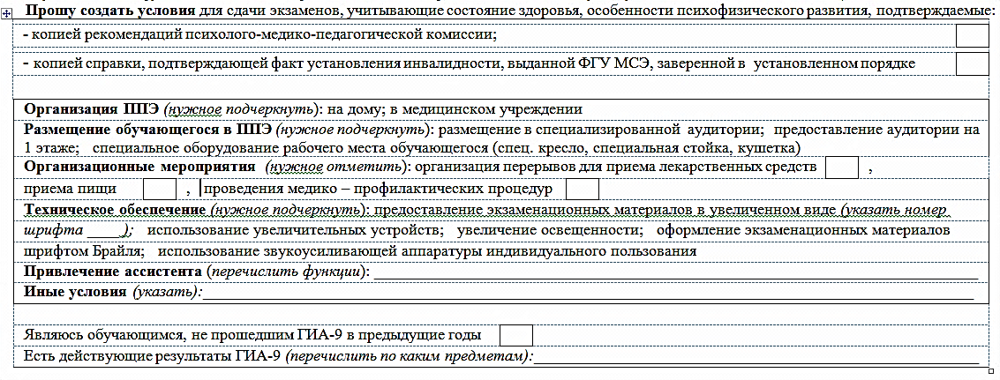 Прошу создать условия для сдачи экзаменов, учитывающие состояние здоровья, особенности психофизического развития, подтверждаемые:
- копией рекомендаций психолого-медико-педагогической комиссии;
- копией справки, подтверждающей факт установления инвалидности, выданной ФГУ МСЭ, заверенной в установленном порядке
Организация ППЭ (нужное подчеркнуть): на дому; в медицинском учреждении
Размещение обучающегося в ППЭ (нужное подчеркнуть): размещение в специализированной аудитории; предоставление аудитории на
1 этаже; специальное оборудование рабочего места обучающегося (спец. кресло, специальная стойка, кушетка)
Организационные мероприятия (нужное отметить): организация перерывов для приема лекарственных средств ,
приема пищи , проведения медико – профилактических процедур
Техническое обеспечение (нужное подчеркнуть): предоставление экзаменационных материалов в увеличенном виде (указать номер
шрифта ____); использование увеличительных устройств; увеличение освещенности; оформление экзаменационных материалов
шрифтом Брайля; использование звукоусиливающей аппаратуры индивидуального пользования
Привлечение ассистента (перечислить функции): ____
Иные условия (указать):____
Являюсь обучающимся, не прошедшим ГИА-9 в предыдущие годы
Есть действующие результаты ГИА-9 (перечислить по каким предметам):____